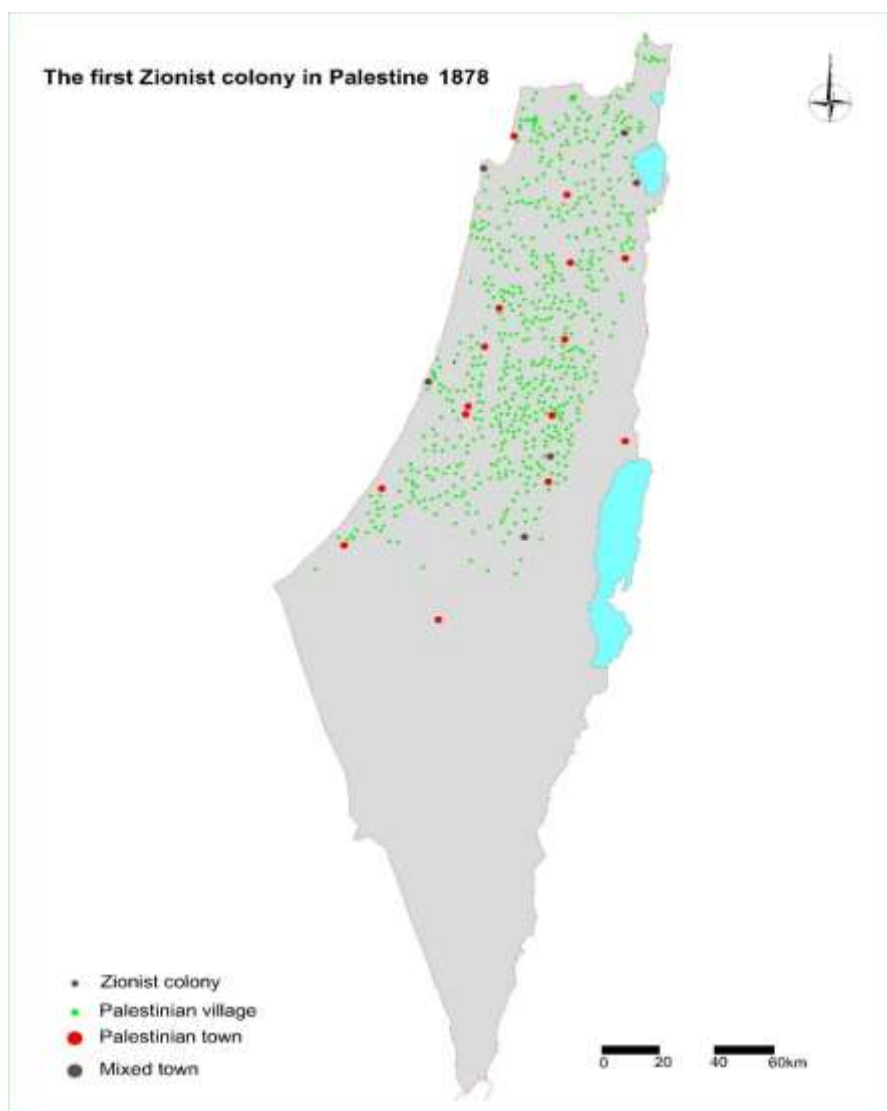 The first Zionist colony in Palestine 1878
Zionist colony
Palestinian village
Palestinian town
Mixed town
0 20 40 60km